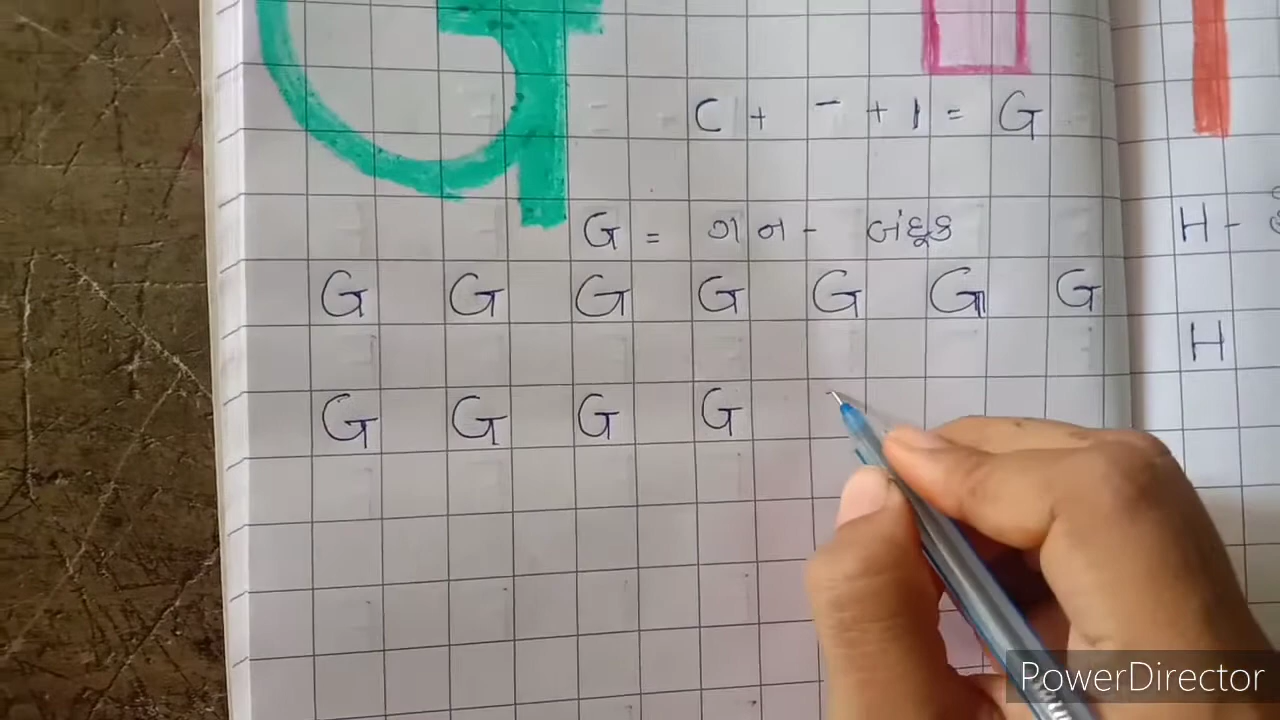 G
C + - + । = G
G = ગન - બંદૂક
G G G G G G G
G G G G
H -
H
PowerDirector